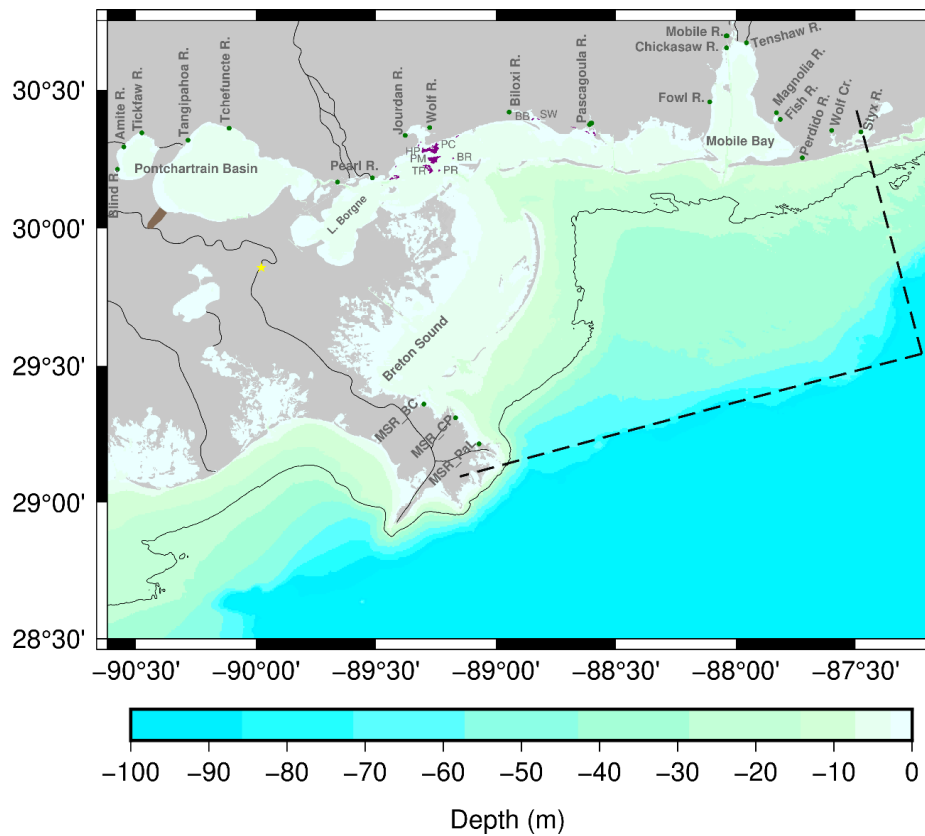 Mobile R.
Chickasaw R.
Tenshaw R.
Amite R.
Tickfaw R.
Tangipahoa R.
Tchefuncte R.
Blind R.
Pontchartrain Basin
Pearl R.
L. Borgne
Jourdan R.
Wolf R.
HP
PC
PM
BR
TR
PR
Biloxi R.
BB
SW
Pascagoula R.
Fowl R.
Mobile Bay
Magnolia R.
Fish R.
Perdido R.
Wolf Cr.
Styx R.
Breton Sound
MSR_BC
MSR_CP
MSR_PaL
30°30'
30°00'
29°30'
29°00'
28°30'
−90°30'
−90°00'
−89°30'
−89°00'
−88°30'
−88°00'
−87°30'
−100
−90
−80
−70
−60
−50
−40
−30
−20
−10
0
Depth (m)